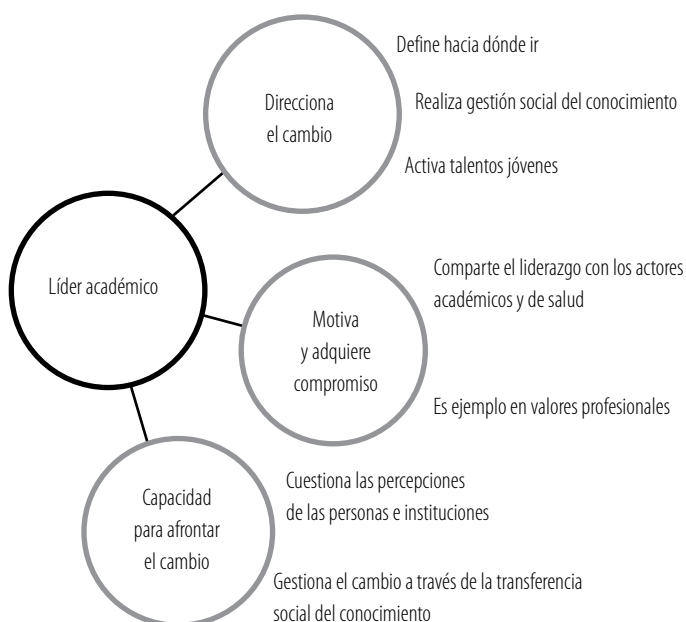 Líder académico
Direcciona
el cambio
Define hacia dónde ir
Realiza gestión social del conocimiento
Activa talentos jóvenes
Motiva
y adquiere
compromiso
Comparte el liderazgo con los actores
académicos y de salud
Es ejemplo en valores profesionales
Capacidad
para afrontar
el cambio
Cuestiona las percepciones
de las personas e instituciones
Gestiona el cambio a través de la transferencia
social del conocimiento